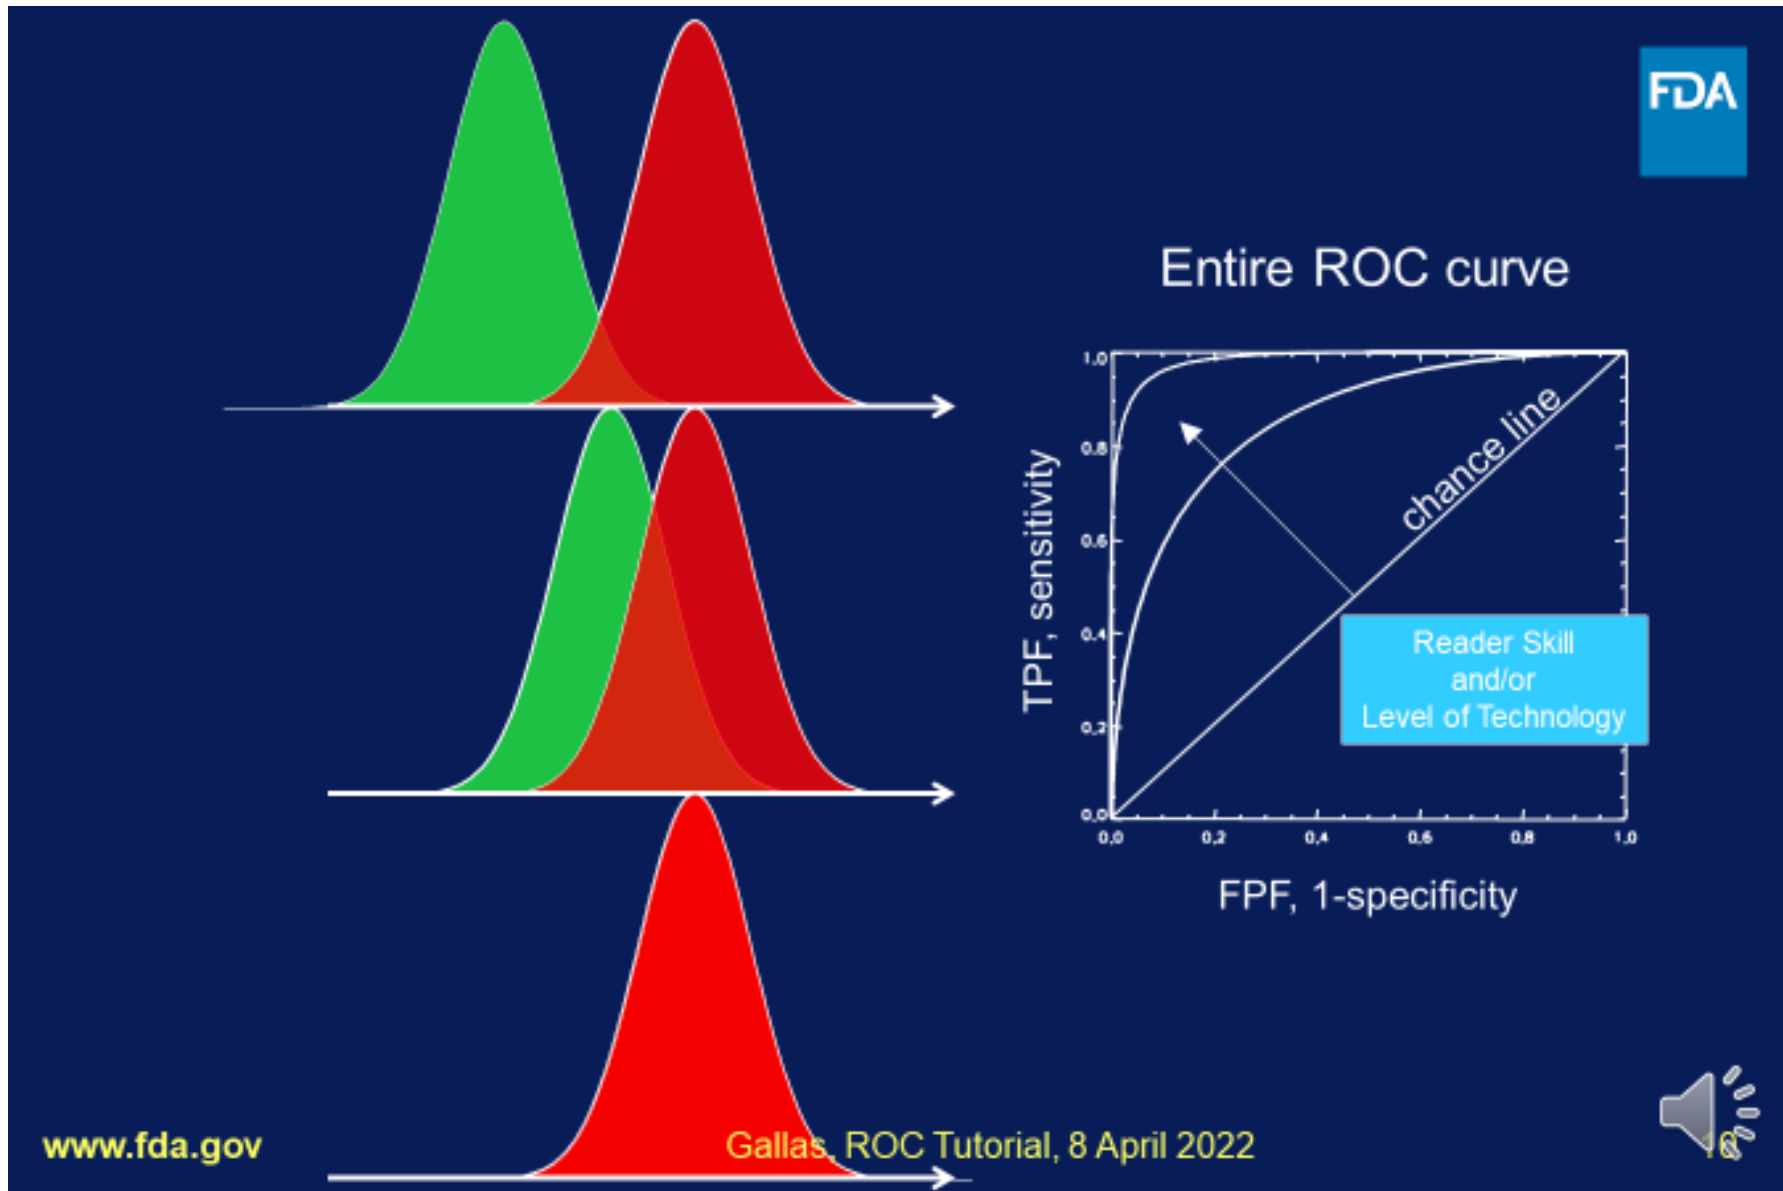 FDA
Entire ROC curve
1.0
0.8
0.6
0.4
0.2
0.0
TPF, sensitivity
chance line
Reader Skill
and/or
Level of Technology
0.0 0.2 0.4 0.6 0.8 1.0
FPF, 1-specificity
www.fda.gov
Gallas, ROC Tutorial, 8 April 2022